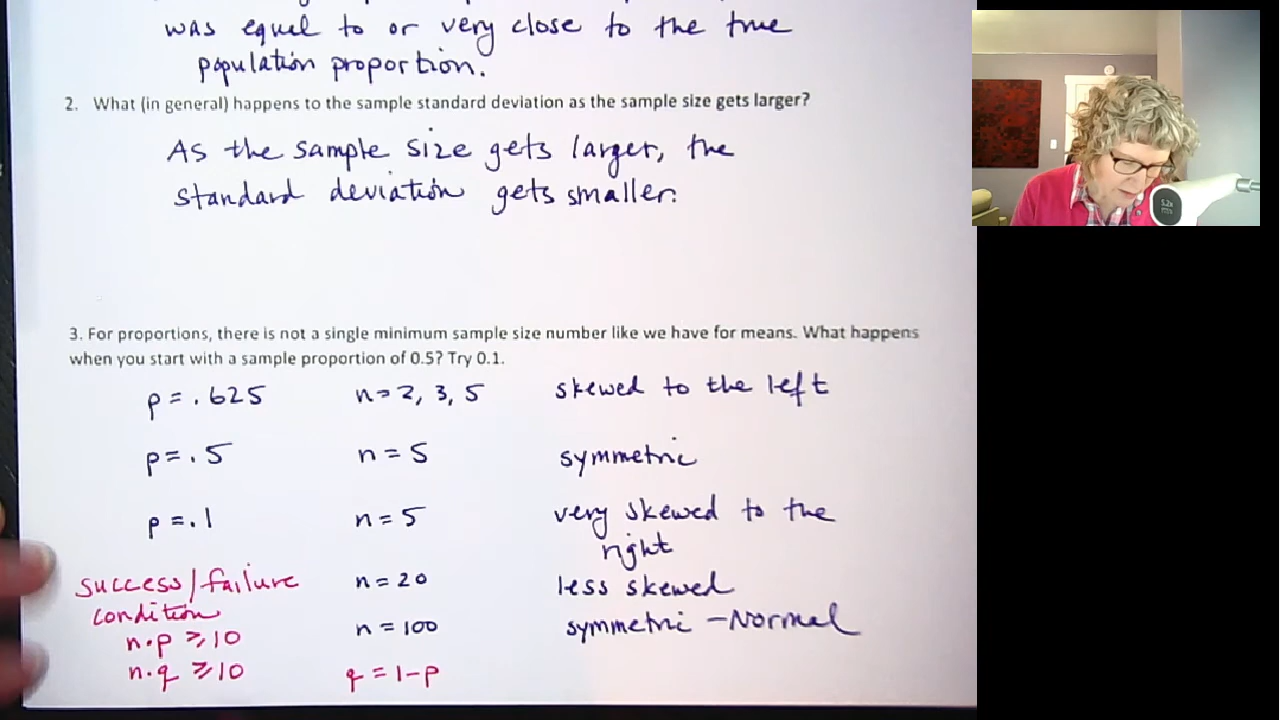 was equal to or very close to the true
population proportion.
2. What (in general) happens to the sample standard deviation as the sample size gets larger?
As the sample size gets larger, the
standard deviation gets smaller.
3. For proportions, there is not a single minimum sample size number like we have for means. What happens
when you start with a sample proportion of 0.5? Try 0.1.
p = .625 n = 2, 3, 5 skewed to the left
p = .5 n = 5 symmetric
p = .1 n = 5 very skewed to the
right
success/failure n = 20 less skewed
condition
n = 100 symmetric – Normal
n·p ≥ 10
n·q ≥ 10 q = 1 – p